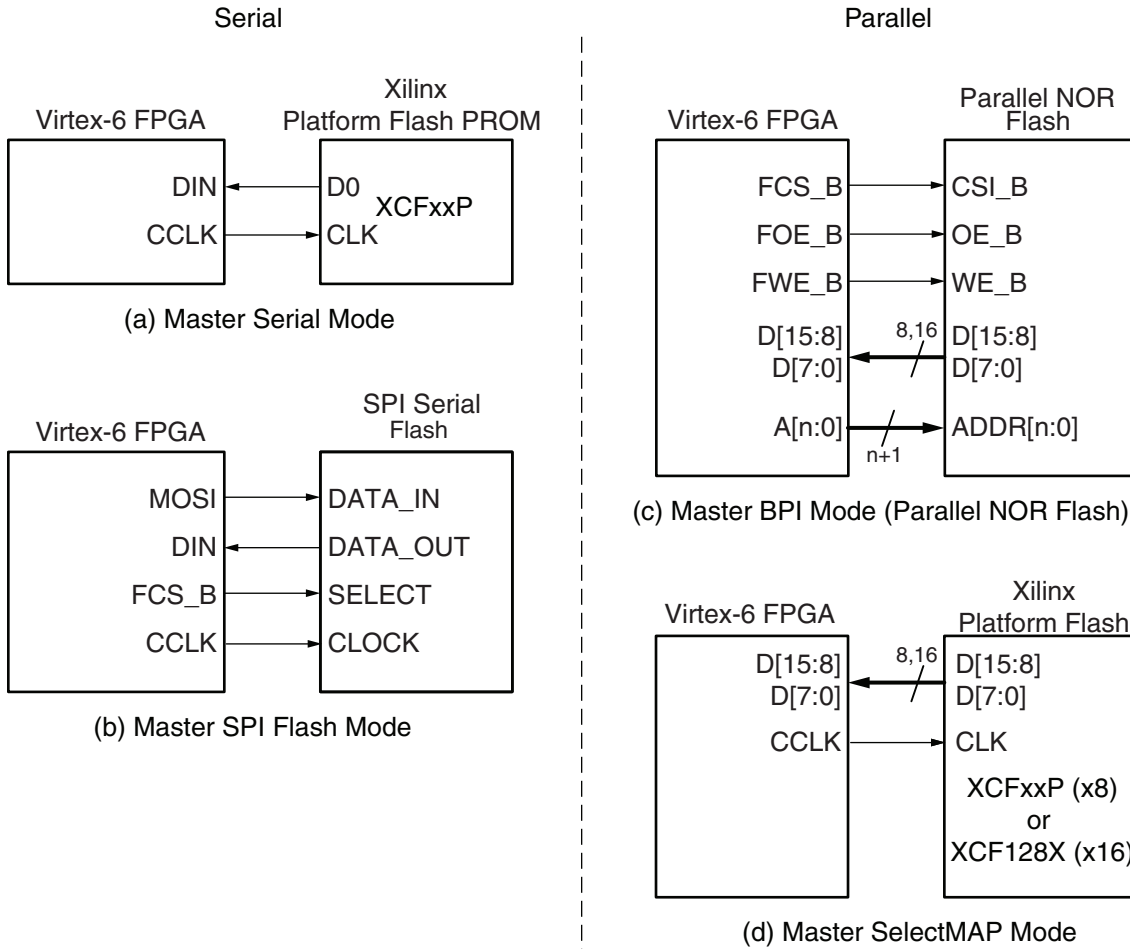 Serial
Xilinx
Virtex-6 FPGA Platform Flash PROM
DIN D0
XCFxxP
CCLK CLK
(a) Master Serial Mode
SPI Serial
Virtex-6 FPGA Flash
MOSI DATA_IN
DIN DATA_OUT
FCS_B SELECT
CCLK CLOCK
(b) Master SPI Flash Mode
Parallel
Parallel NOR
Virtex-6 FPGA Flash
FCS_B CSI_B
FOE_B OE_B
FWE_B WE_B
D[15:8] 8,16 D[15:8]
D[7:0] D[7:0]
A[n:0] ADDR[n:0]
n+1
(c) Master BPI Mode (Parallel NOR Flash)
Xilinx
Virtex-6 FPGA Platform Flash
D[15:8] 8,16 D[15:8]
D[7:0] D[7:0]
CCLK CLK
XCFxxP (x8)
or
XCF128X (x16)
(d) Master SelectMAP Mode